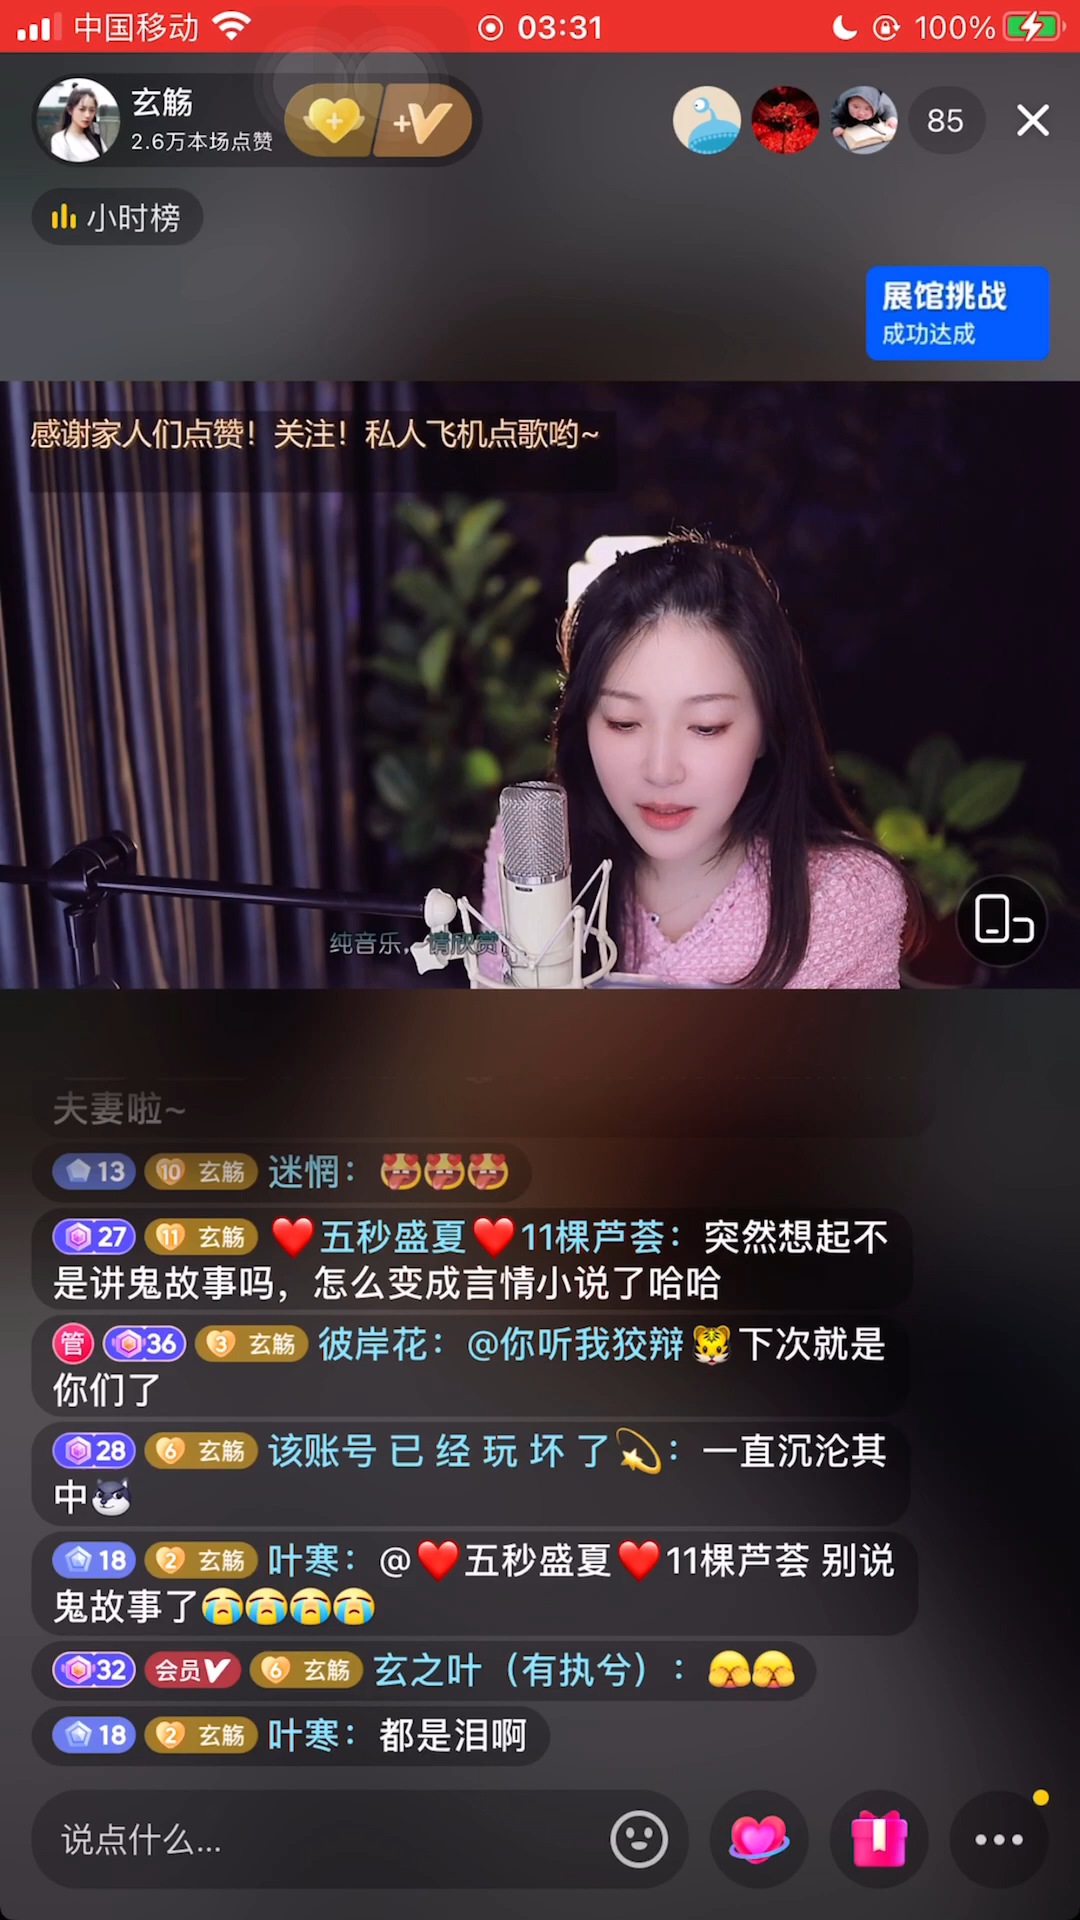 中国移动 03:31 100%
玄觞
2.6万本场点赞
85
小时榜
展馆挑战
成功达成
感谢家人们点赞！关注！私人飞机点歌哟~
纯音乐，请欣赏
夫妻啦~
13 10 玄觞 迷惘：
27 11 玄觞 ❤️五秒盛夏❤️11棵芦荟：突然想起不
是讲鬼故事吗，怎么变成言情小说了哈哈
管 36 3 玄觞 彼岸花：@你听我狡辩🐯下次就是
你们了
28 6 玄觞 该账号 已 经 玩 坏 了💫：一直沉沦其
中
18 2 玄觞 叶寒：@❤️五秒盛夏❤️11棵芦荟 别说
鬼故事了😭😭😭😭
32 会员 6 玄觞 玄之叶（有执兮）：
18 2 玄觞 叶寒：都是泪啊
说点什么...